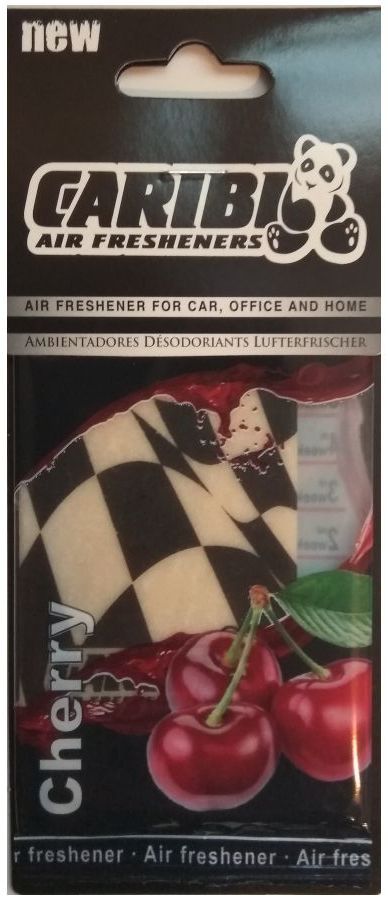 new
CARIBI
AIR FRESHENERS
AIR FRESHENER FOR CAR, OFFICE AND HOME
AMBIENTADORES DÉSODORIANTS LUFTERFRISCHER
Cherry
r freshener · Air freshener · Air fres